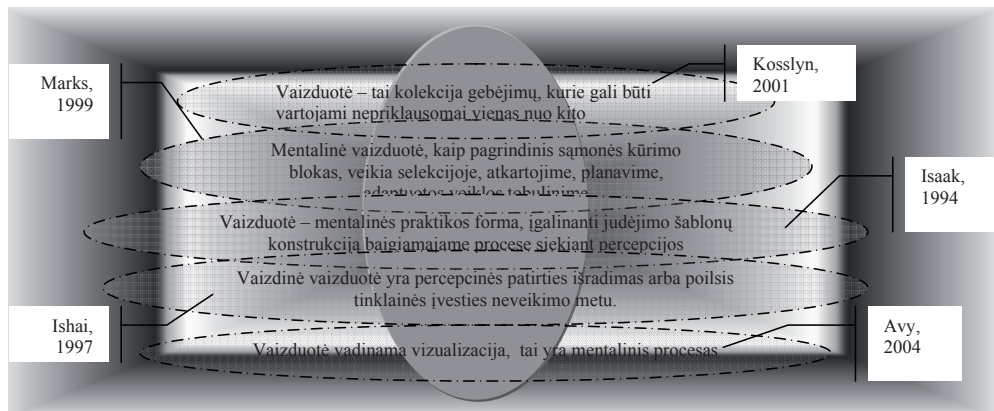 Marks,
1999
Kosslyn,
2001
Vaizduotė – tai kolekcija gebėjimų, kurie gali būti
vartojami nepriklausomai vienas nuo kito
Mentalinė vaizduotė, kaip pagrindinis sąmonės kūrimo
blokas, veikia selekcijoje, atkartojime, planavime,
adaptuotos veiklos tobulinime
Isaak,
1994
Vaizduotė – mentalinės praktikos forma, įgalinanti judėjimo šablonų
konstrukciją baigiamajame procese siekiant percepcijos
Vaizdinė vaizduotė yra percepcinės patirties išradimas arba poilsis
tinklainės įvesties neveikimo metu.
Ishai,
1997
Avy,
2004
Vaizduotė vadinama vizualizacija, tai yra mentalinis procesas